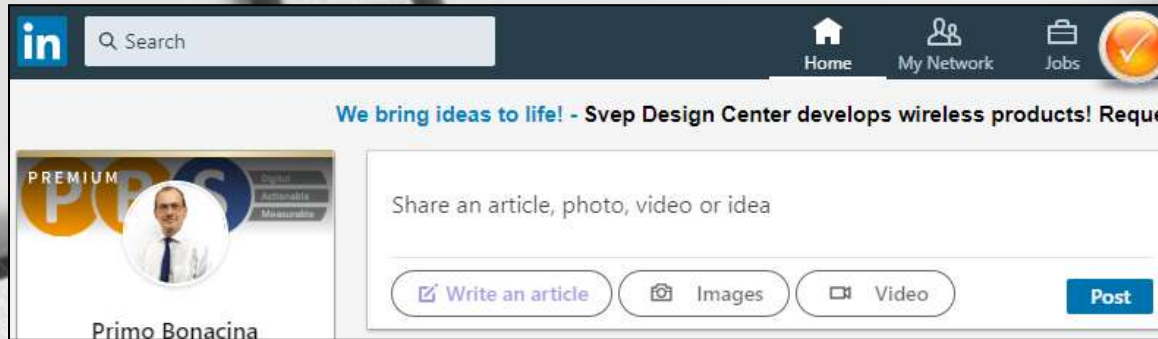 in
Search
Home
My Network
Jobs
We bring ideas to life! - Svep Design Center develops wireless products! Reque
PREMIUM
PBS
Digital
Actionable
Measurable
Share an article, photo, video or idea
Write an article
Images
Video
Post
Primo Bonacina